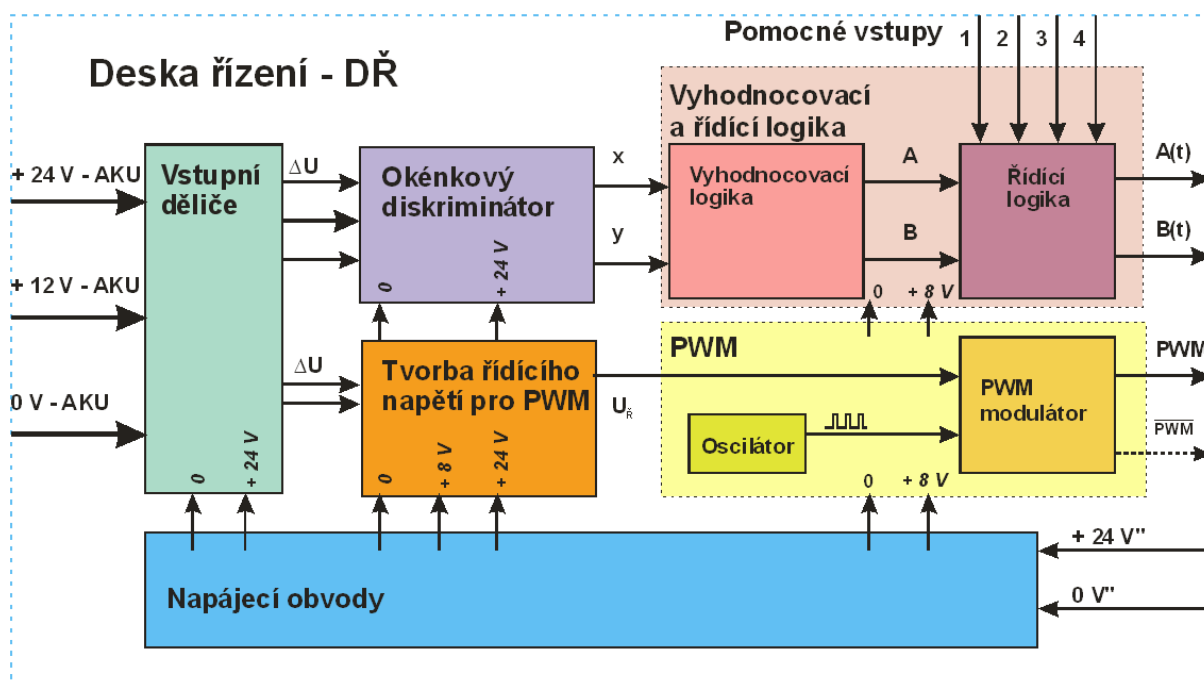 Pomocné vstupy
1 2 3 4
Deska řízení - DŘ
Vyhodnocovací
a řídící logika
+ 24 V - AKU
Vstupní
děliče
ΔU
Okénkový
diskriminátor
0
+ 24 V
x
y
Vyhodnocovací
logika
A
B
0
+ 8 V
Řídící
logika
A(t)
B(t)
+ 12 V - AKU
0 V - AKU
0
+ 24 V
ΔU
Tvorba řídícího
napětí pro PWM
0
+ 8 V
+ 24 V
UŘ
PWM
Oscilátor
PWM
modulátor
0
+ 8 V
PWM
PWM
Napájecí obvody
+ 24 V"
0 V"